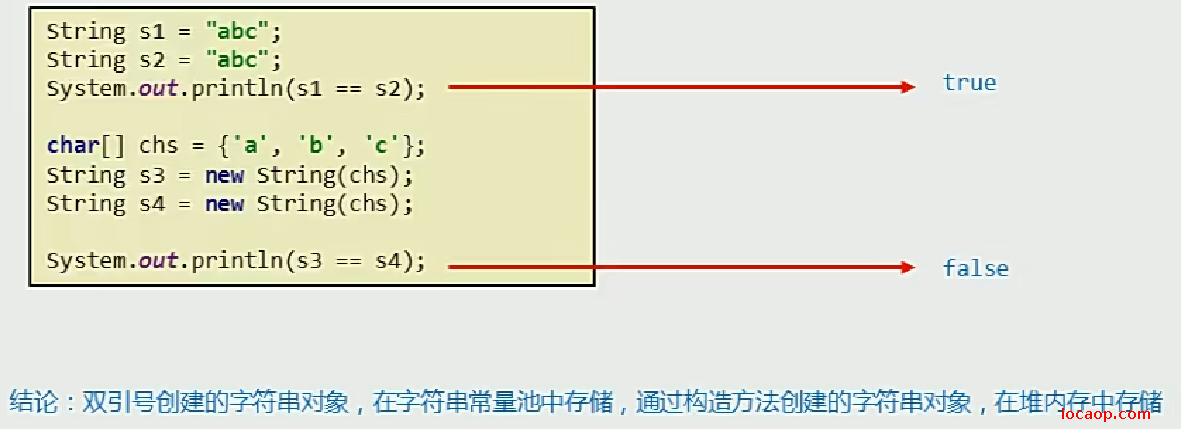 String s1 = "abc";
String s2 = "abc";
System.out.println(s1 == s2);
true
char[] chs = {'a', 'b', 'c'};
String s3 = new String(chs);
String s4 = new String(chs);
System.out.println(s3 == s4);
false
结论：双引号创建的字符串对象，在字符串常量池中存储，通过构造方法创建的字符串对象，在堆内存中存储
locaop.com